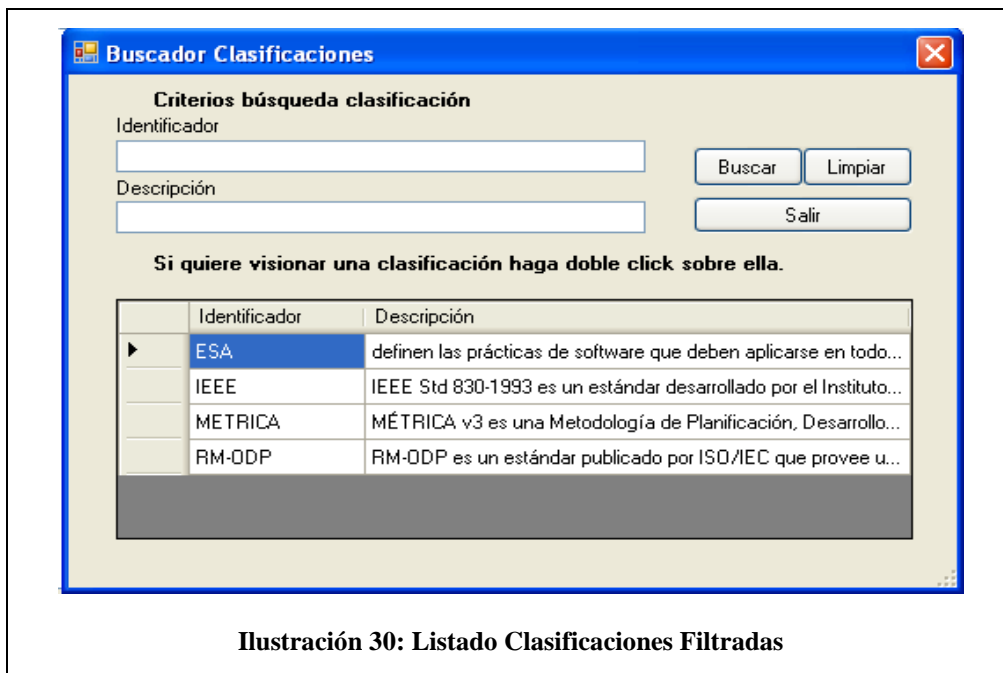 Buscador Clasificaciones
Criterios búsqueda clasificación
Identificador
Buscar Limpiar
Descripción
Salir
Si quiere visionar una clasificación haga doble click sobre ella.
Identificador Descripción
ESA definen las prácticas de software que deben aplicarse en todo...
IEEE IEEE Std 830-1993 es un estándar desarrollado por el Instituto...
METRICA MÉTRICA v3 es una Metodología de Planificación, Desarrollo...
RM-ODP RM-ODP es un estándar publicado por ISO/IEC que provee u...
Ilustración 30: Listado Clasificaciones Filtradas